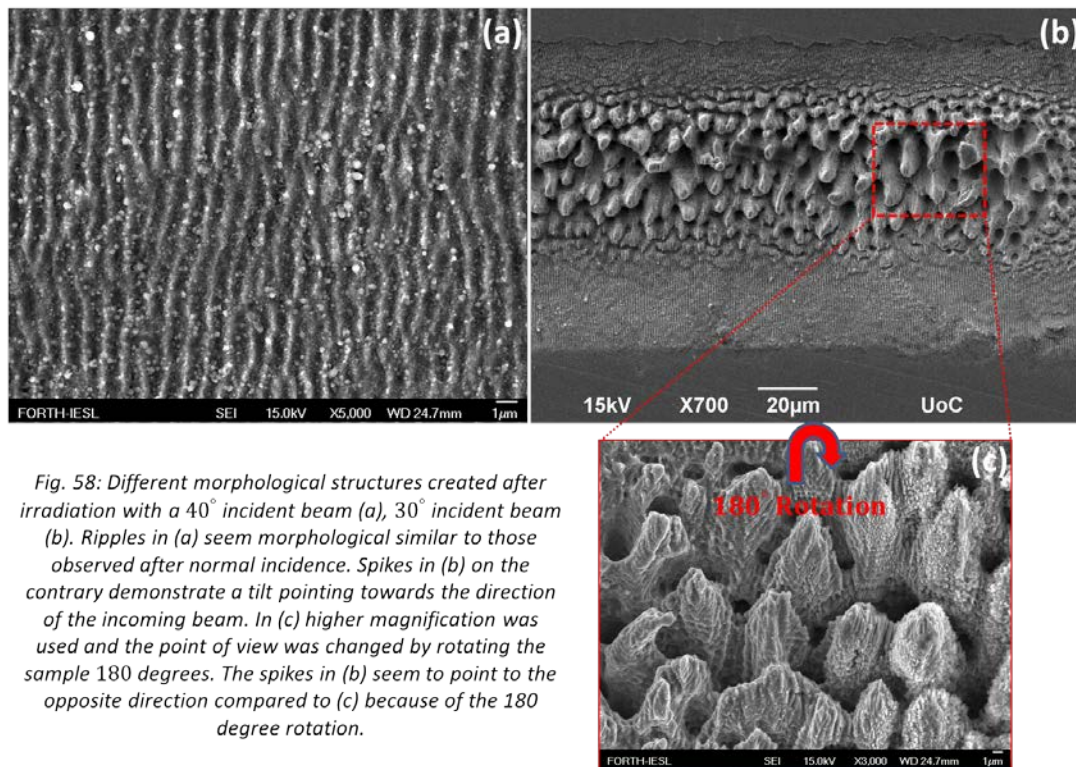 (a)
FORTH-IESL SEI 15.0kV X5,000 WD 24.7mm 1µm
(b)
15kV X700 20µm UoC
Fig. 58: Different morphological structures created after
irradiation with a 40° incident beam (a), 30° incident beam
(b). Ripples in (a) seem morphological similar to those
observed after normal incidence. Spikes in (b) on the
contrary demonstrate a tilt pointing towards the direction
of the incoming beam. In (c) higher magnification was
used and the point of view was changed by rotating the
sample 180 degrees. The spikes in (b) seem to point to the
opposite direction compared to (c) because of the 180
degree rotation.
(c)
180° Rotation
FORTH-IESL SEI 15.0kV X3,000 WD 24.7mm 1µm